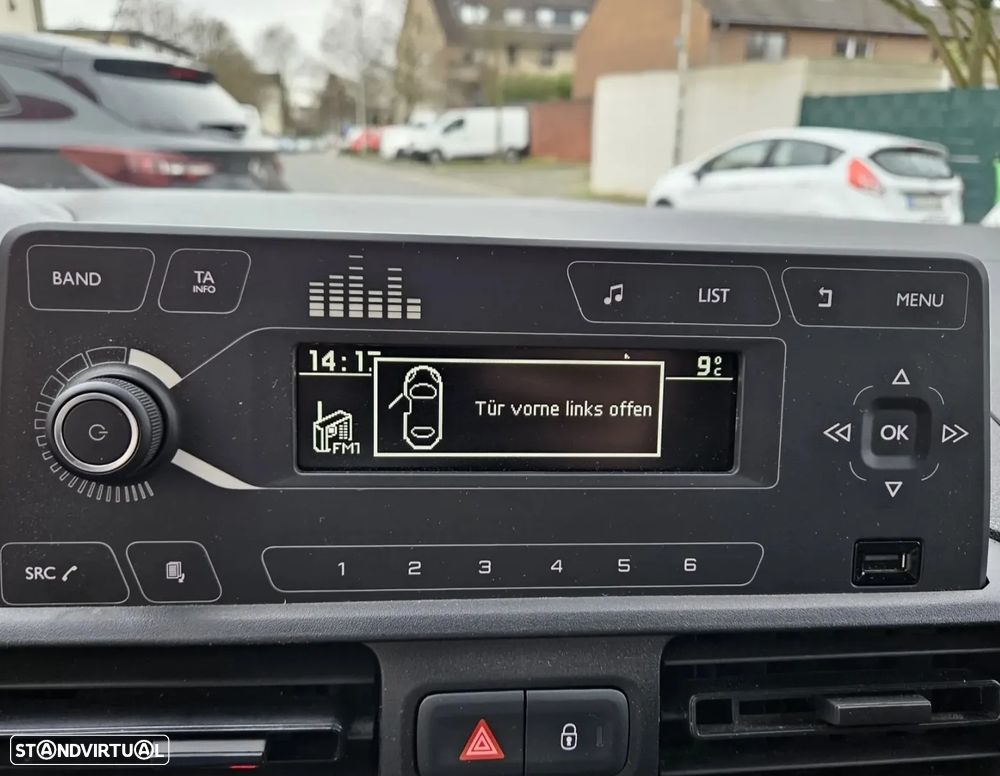 BAND
TA
INFO
LIST
MENU
14:17
9°C
Tür vorne links offen
FM1
OK
SRC
1 2 3 4 5 6
STANDVIRTUAL